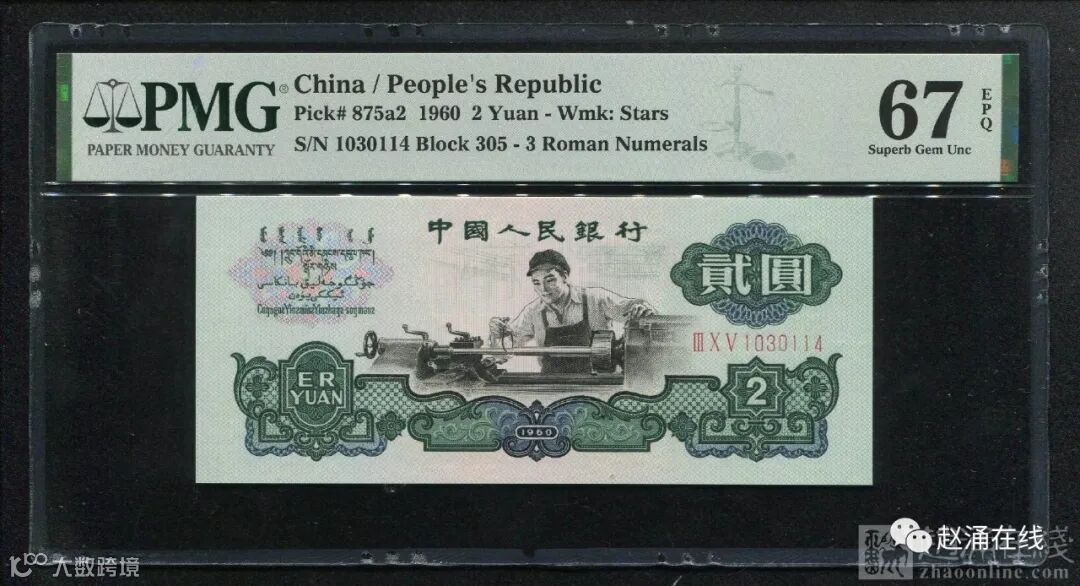 PMG®
PAPER MONEY GUARANTY
China / People's Republic
Pick# 875a2 1960 2 Yuan - Wmk: Stars
S/N 1030114 Block 305 - 3 Roman Numerals
67 EPQ
Superb Gem Unc
中國人民銀行
貳圓
ⅢⅩⅤ1030114
ER
YUAN
2
1960
赵涌在线
zhaoonline.com
大数跨境